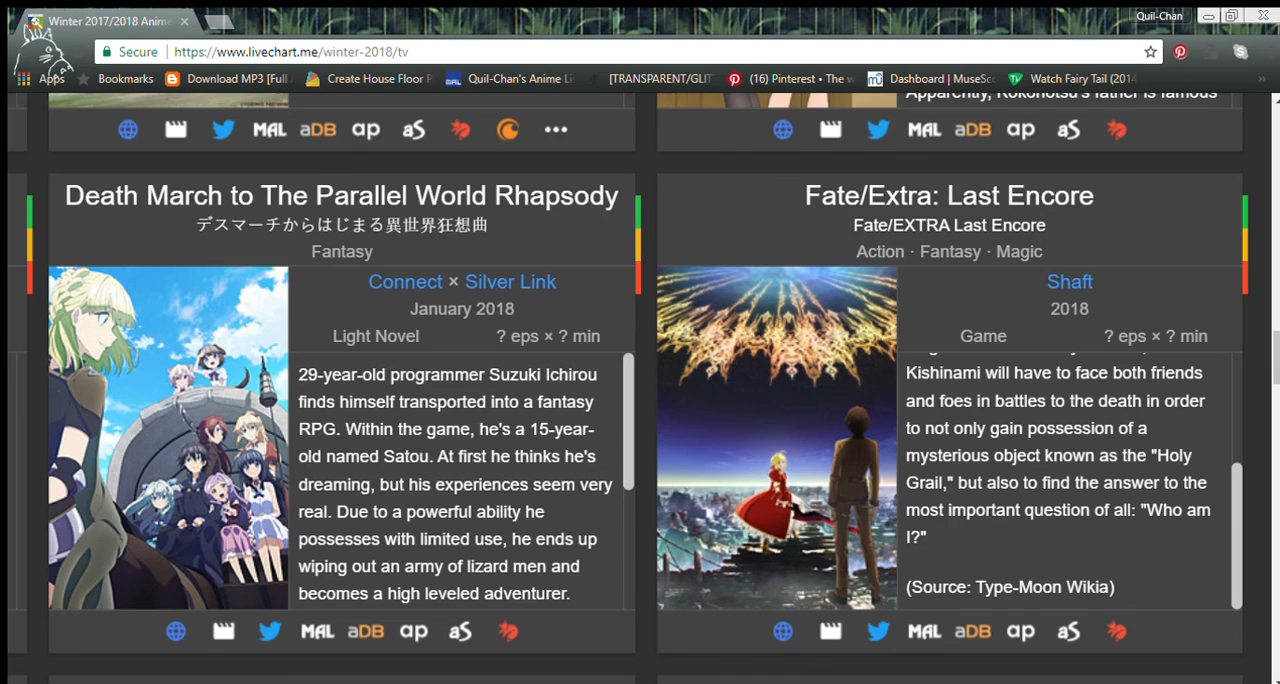 Winter 2017/2018 Anime
Quil-Chan
Secure
https://www.livechart.me/winter-2018/tv
Apps
Bookmarks
Download MP3 [Full A
Create House Floor P
Quil-Chan's Anime Li
[TRANSPARENT/GLIT
(16) Pinterest • The w
Dashboard | MuseSco
Watch Fairy Tail (2014
Apparently, Kokonotsu's father is famous
MAL aDB ap aS
MAL aDB ap aS
Death March to The Parallel World Rhapsody
デスマーチからはじまる異世界狂想曲
Fantasy
Connect × Silver Link
January 2018
Light Novel ? eps × ? min
29-year-old programmer Suzuki Ichirou
finds himself transported into a fantasy
RPG. Within the game, he's a 15-year-
old named Satou. At first he thinks he's
dreaming, but his experiences seem very
real. Due to a powerful ability he
possesses with limited use, he ends up
wiping out an army of lizard men and
becomes a high leveled adventurer.
MAL aDB ap aS
Fate/Extra: Last Encore
Fate/EXTRA Last Encore
Action · Fantasy · Magic
Shaft
2018
Game ? eps × ? min
Kishinami will have to face both friends
and foes in battles to the death in order
to not only gain possession of a
mysterious object known as the "Holy
Grail," but also to find the answer to the
most important question of all: "Who am
I?"
(Source: Type-Moon Wikia)
MAL aDB ap aS